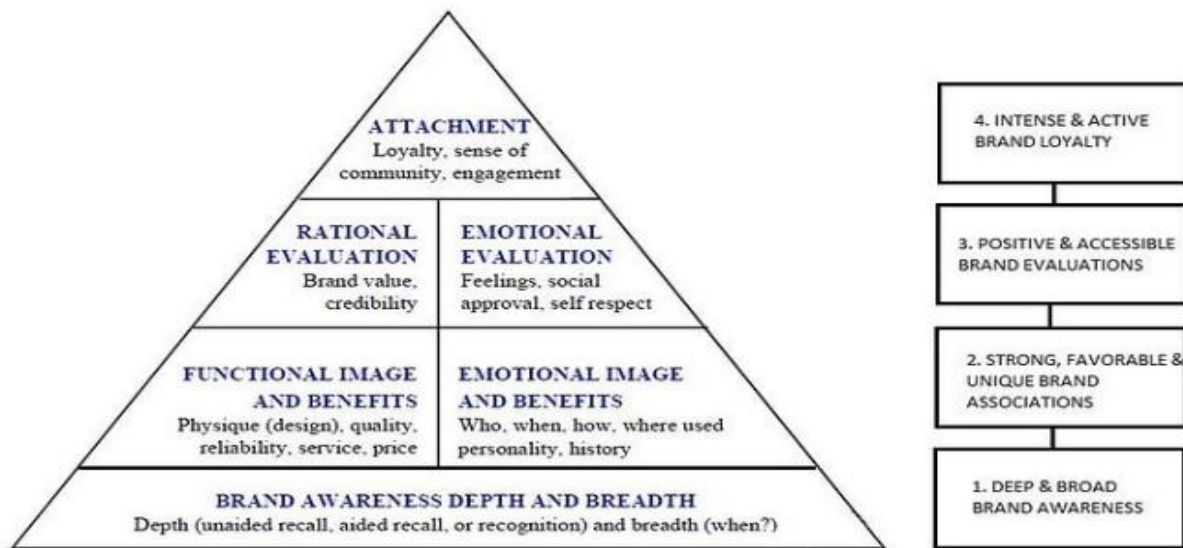 ATTACHMENT
Loyalty, sense of
community, engagement
RATIONAL
EVALUATION
Brand value,
credibility
EMOTIONAL
EVALUATION
Feelings, social
approval, self respect
FUNCTIONAL IMAGE
AND BENEFITS
Physique (design), quality,
reliability, service, price
EMOTIONAL IMAGE
AND BENEFITS
Who, when, how, where used
personality, history
BRAND AWARENESS DEPTH AND BREADTH
Depth (unaided recall, aided recall, or recognition) and breadth (when?)
4. INTENSE & ACTIVE
BRAND LOYALTY
3. POSITIVE & ACCESSIBLE
BRAND EVALUATIONS
2. STRONG, FAVORABLE &
UNIQUE BRAND
ASSOCIATIONS
1. DEEP & BROAD
BRAND AWARENESS